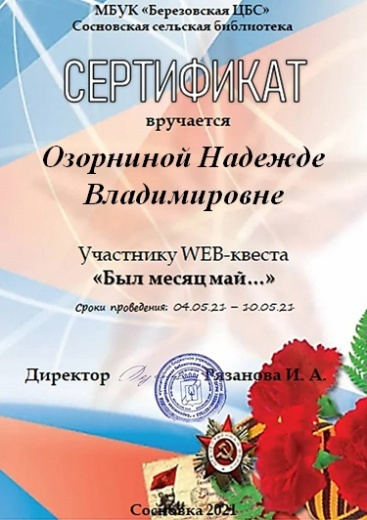 МБУК «Березовская ЦБС»
Сосновская сельская библиотека
СЕРТИФИКАТ
вручается
Озорниной Надежде
Владимировне
Участнику WEB-квеста
«Был месяц май...»
Сроки проведения: 04.05.21 – 10.05.21
Директор Рязанова И. А.
Сосновка 2021